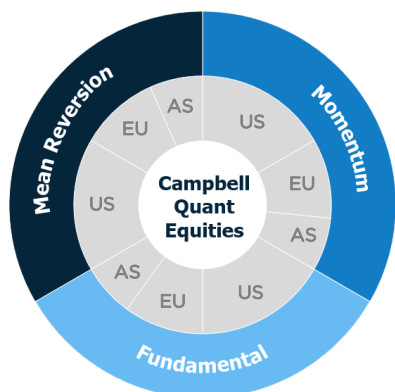 Mean Reversion
Momentum
Fundamental
US
EU
AS
US
EU
AS
US
EU
AS
Campbell
Quant
Equities